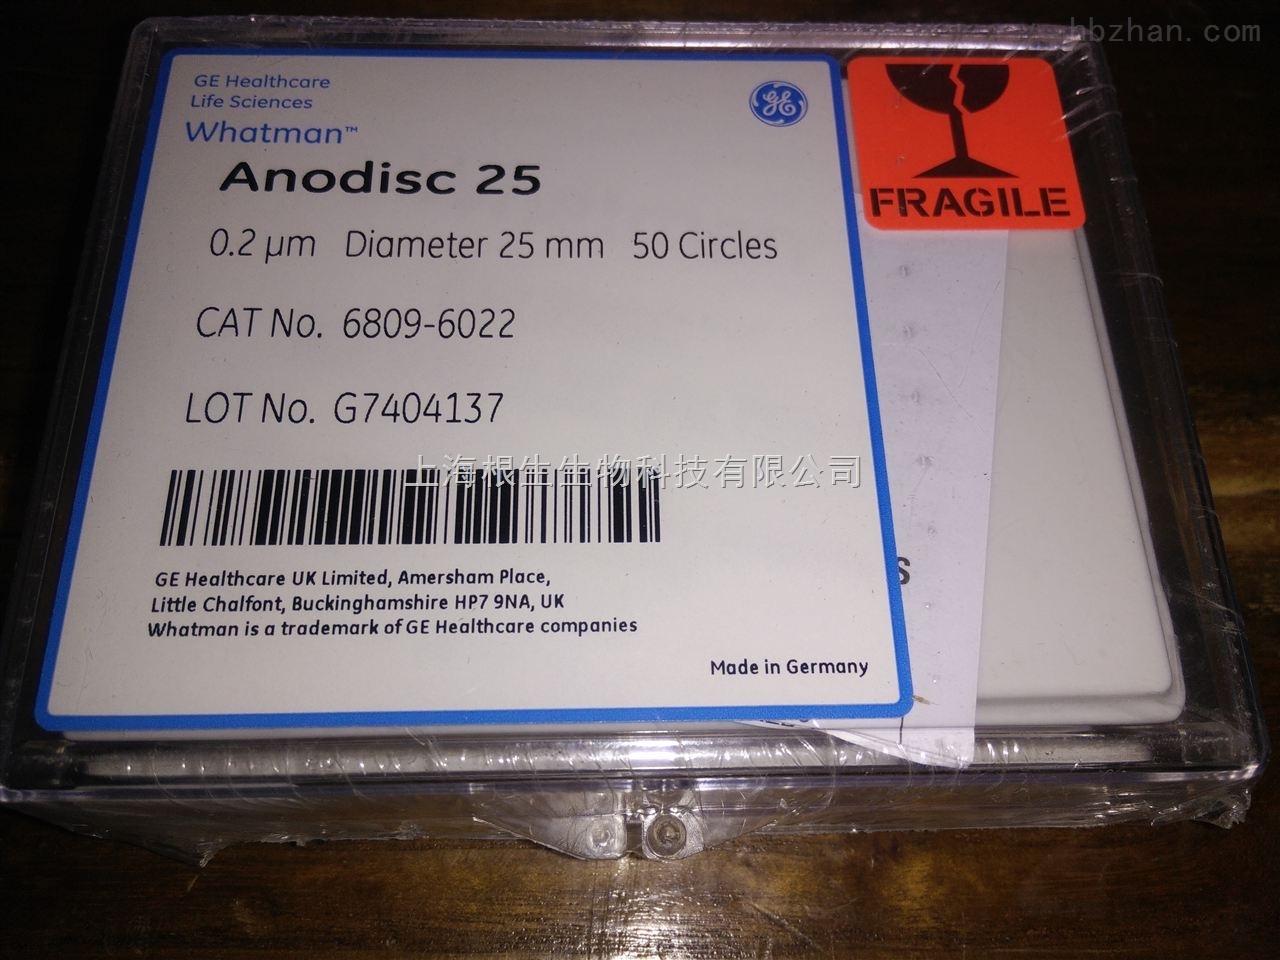 hbzhan.com
GE Healthcare
Life Sciences
Whatman™
GE
Anodisc 25
FRAGILE
0.2 µm Diameter 25 mm 50 Circles
CAT No. 6809-6022
LOT No. G7404137
上海根生生物科技有限公司
GE Healthcare UK Limited, Amersham Place,
Little Chalfont, Buckinghamshire HP7 9NA, UK
Whatman is a trademark of GE Healthcare companies
Made in Germany